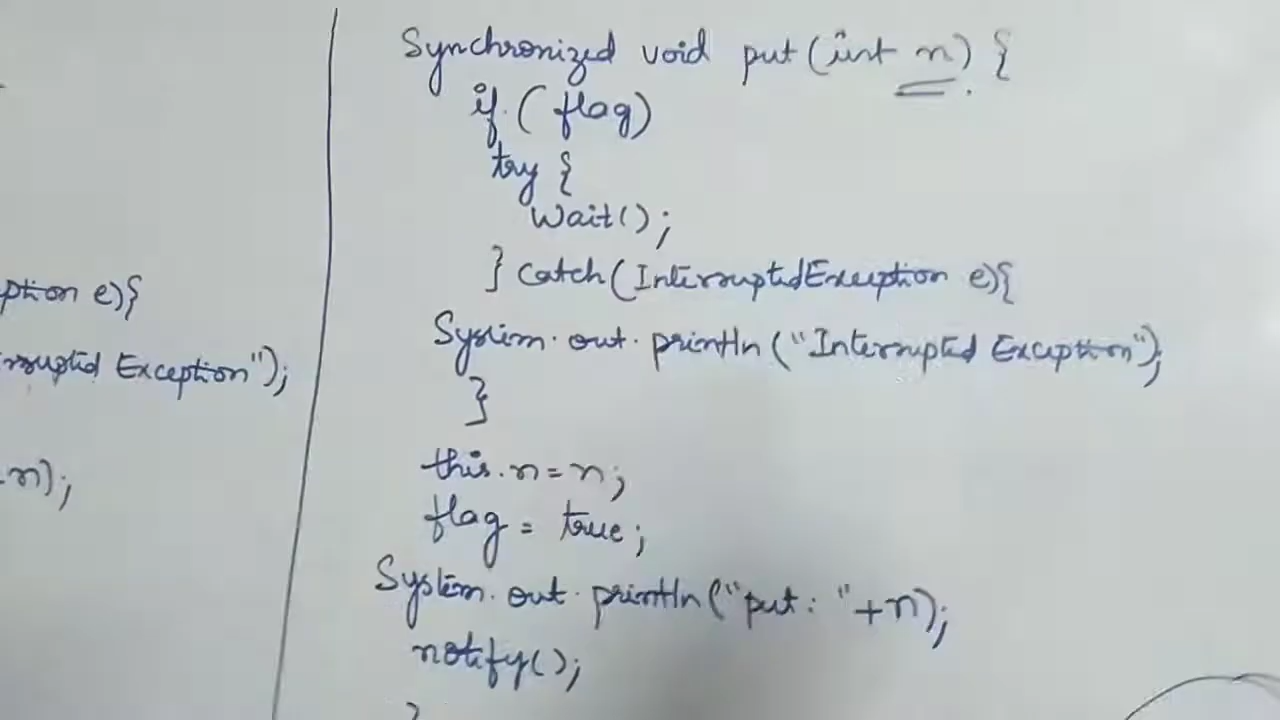 ption e){
rrupted Exception");
n);
Synchronized void put(int n) {
if (flag)
try {
Wait();
} Catch(InterruptedException e){
System.out.println("Interrupted Exception");
}
this.n=n;
flag = true;
System.out.println("put: "+n);
notify();
}